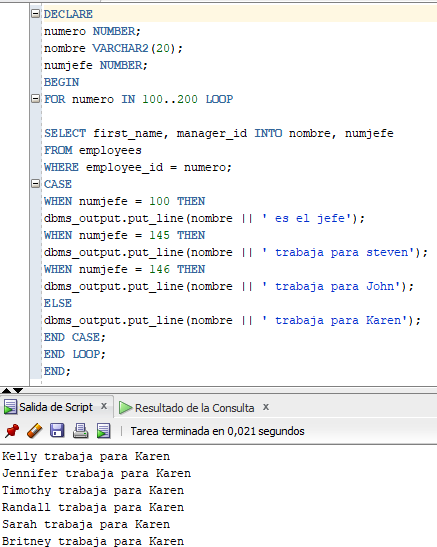 DECLARE
numero NUMBER;
nombre VARCHAR2(20);
numjefe NUMBER;
BEGIN
FOR numero IN 100..200 LOOP
SELECT first_name, manager_id INTO nombre, numjefe
FROM employees
WHERE employee_id = numero;
CASE
WHEN numjefe = 100 THEN
dbms_output.put_line(nombre || ' es el jefe');
WHEN numjefe = 145 THEN
dbms_output.put_line(nombre || ' trabaja para steven');
WHEN numjefe = 146 THEN
dbms_output.put_line(nombre || ' trabaja para John');
ELSE
dbms_output.put_line(nombre || ' trabaja para Karen');
END CASE;
END LOOP;
END;
Salida de Script x Resultado de la Consulta x
Tarea terminada en 0,021 segundos
Kelly trabaja para Karen
Jennifer trabaja para Karen
Timothy trabaja para Karen
Randall trabaja para Karen
Sarah trabaja para Karen
Britney trabaja para Karen